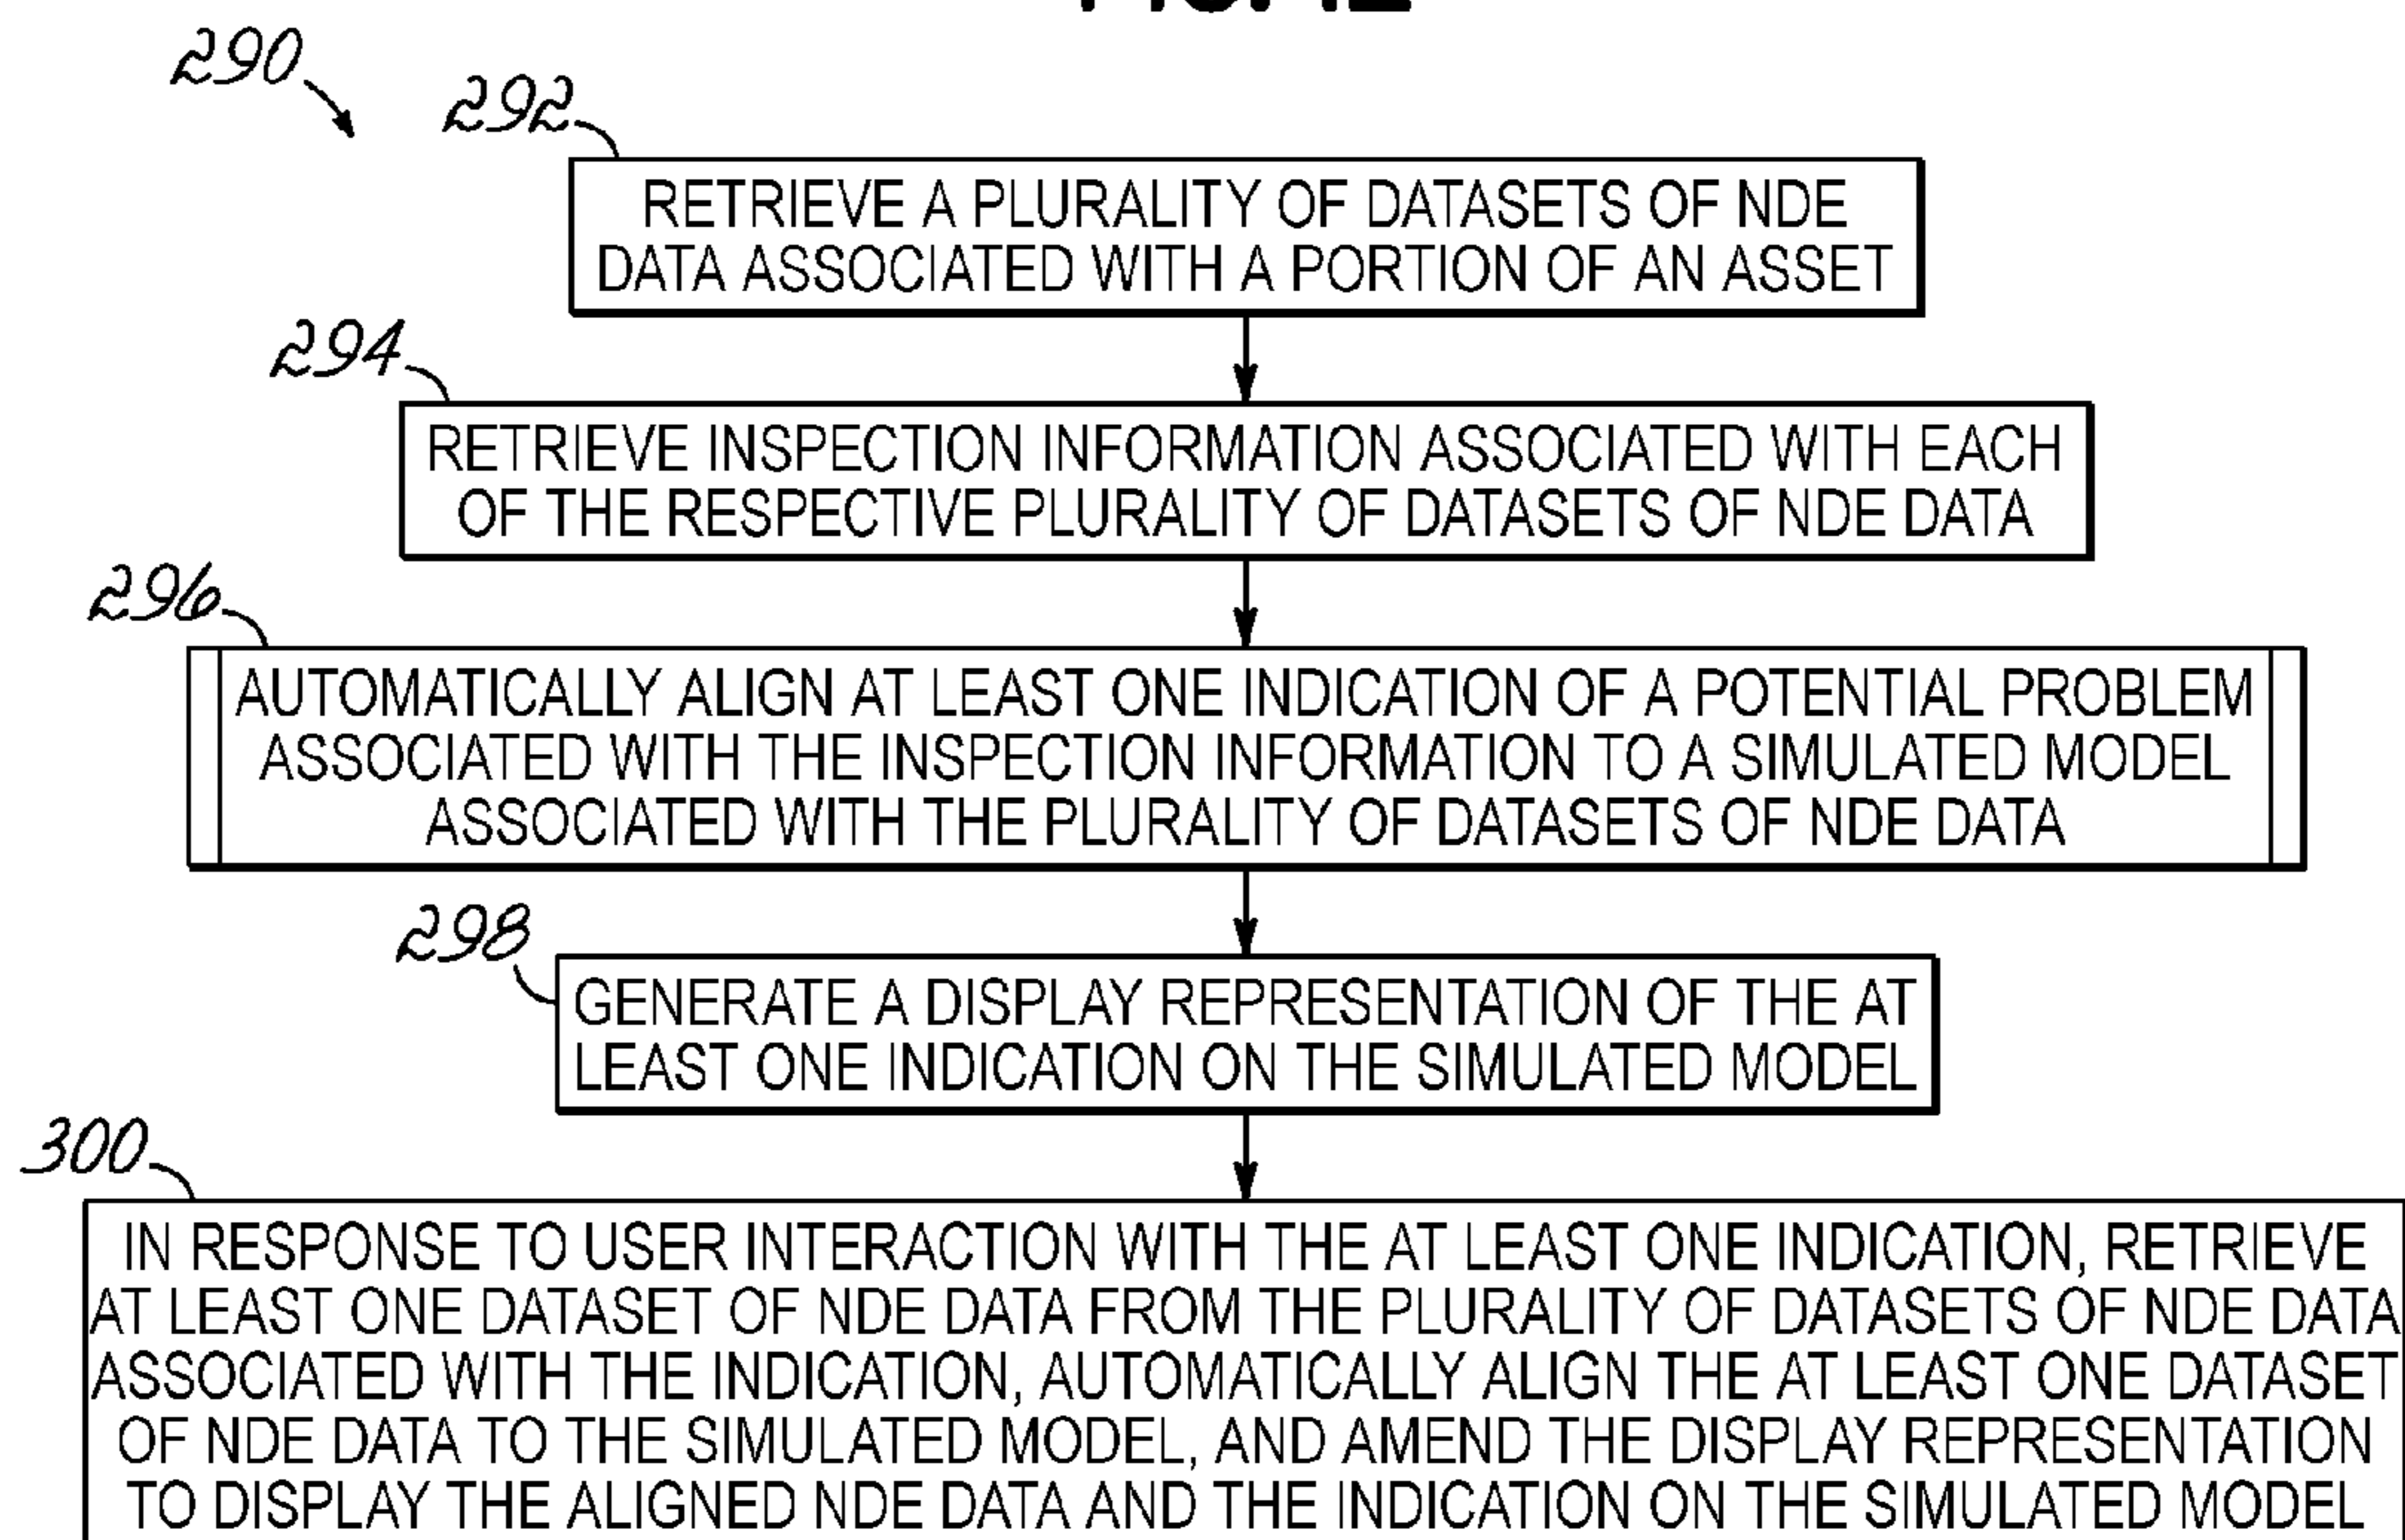 290
292
RETRIEVE A PLURALITY OF DATASETS OF NDE
DATA ASSOCIATED WITH A PORTION OF AN ASSET
294
RETRIEVE INSPECTION INFORMATION ASSOCIATED WITH EACH
OF THE RESPECTIVE PLURALITY OF DATASETS OF NDE DATA
296
AUTOMATICALLY ALIGN AT LEAST ONE INDICATION OF A POTENTIAL PROBLEM
ASSOCIATED WITH THE INSPECTION INFORMATION TO A SIMULATED MODEL
ASSOCIATED WITH THE PLURALITY OF DATASETS OF NDE DATA
298
GENERATE A DISPLAY REPRESENTATION OF THE AT
LEAST ONE INDICATION ON THE SIMULATED MODEL
300
IN RESPONSE TO USER INTERACTION WITH THE AT LEAST ONE INDICATION, RETRIEVE
AT LEAST ONE DATASET OF NDE DATA FROM THE PLURALITY OF DATASETS OF NDE DATA
ASSOCIATED WITH THE INDICATION, AUTOMATICALLY ALIGN THE AT LEAST ONE DATASET
OF NDE DATA TO THE SIMULATED MODEL, AND AMEND THE DISPLAY REPRESENTATION
TO DISPLAY THE ALIGNED NDE DATA AND THE INDICATION ON THE SIMULATED MODEL